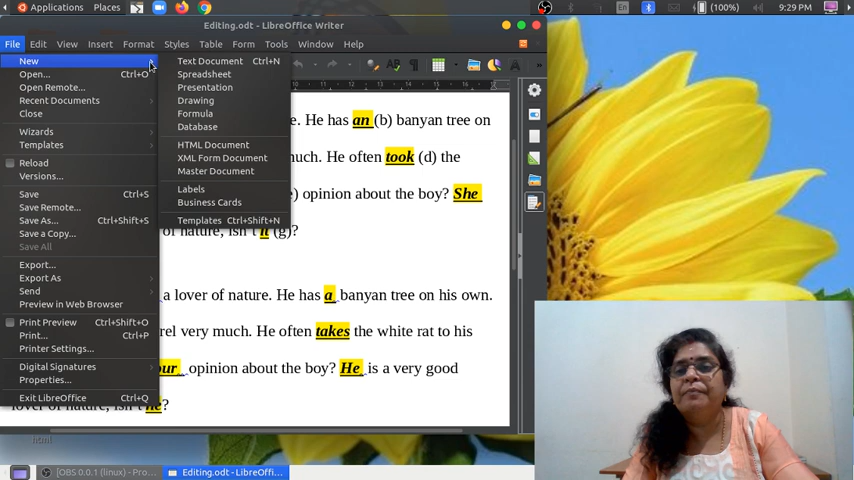 Applications Places En (100%) 9:29 PM
Editing.odt - LibreOffice Writer
File Edit View Insert Format Styles Table Form Tools Window Help
New
Open... Ctrl+O
Open Remote...
Recent Documents
Close
Wizards
Templates
Reload
Versions...
Save Ctrl+S
Save Remote...
Save As... Ctrl+Shift+S
Save a Copy...
Save All
Export...
Export As
Send
Preview in Web Browser
Print Preview Ctrl+Shift+O
Print... Ctrl+P
Printer Settings...
Digital Signatures
Properties...
Exit LibreOffice Ctrl+Q
Text Document Ctrl+N
Spreadsheet
Presentation
Drawing
Formula
Database
HTML Document
XML Form Document
Master Document
Labels
Business Cards
Templates Ctrl+Shift+N
e. He has an (b) banyan tree on
much. He often took (d) the
) opinion about the boy? She
of nature, isn't it (g)?
a lover of nature. He has a banyan tree on his own.
rel very much. He often takes the white rat to his
our opinion about the boy? He is a very good
lover of nature, isn't he?
html
[OBS 0.0.1 (linux) - Pro... Editing.odt - LibreOffi...